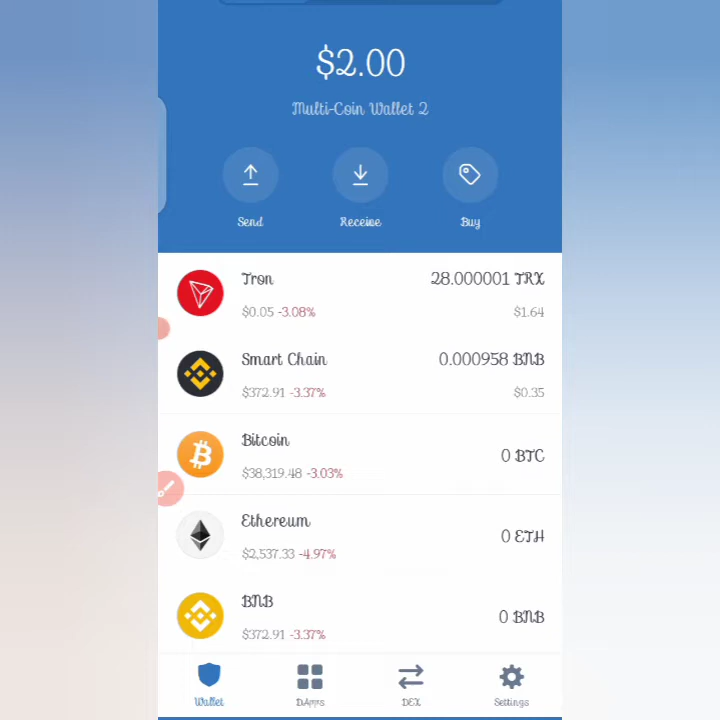 $2.00
Multi-Coin Wallet 2
Send Receive Buy
Tron 28.000001 TRX
$0.05 -3.08% $1.64
Smart Chain 0.000958 BNB
$372.91 -3.37% $0.35
Bitcoin 0 BTC
$38,319.48 -3.03%
Ethereum 0 ETH
$2,537.33 -4.97%
BNB 0 BNB
$372.91 -3.37%
Wallet DApps DEX Settings